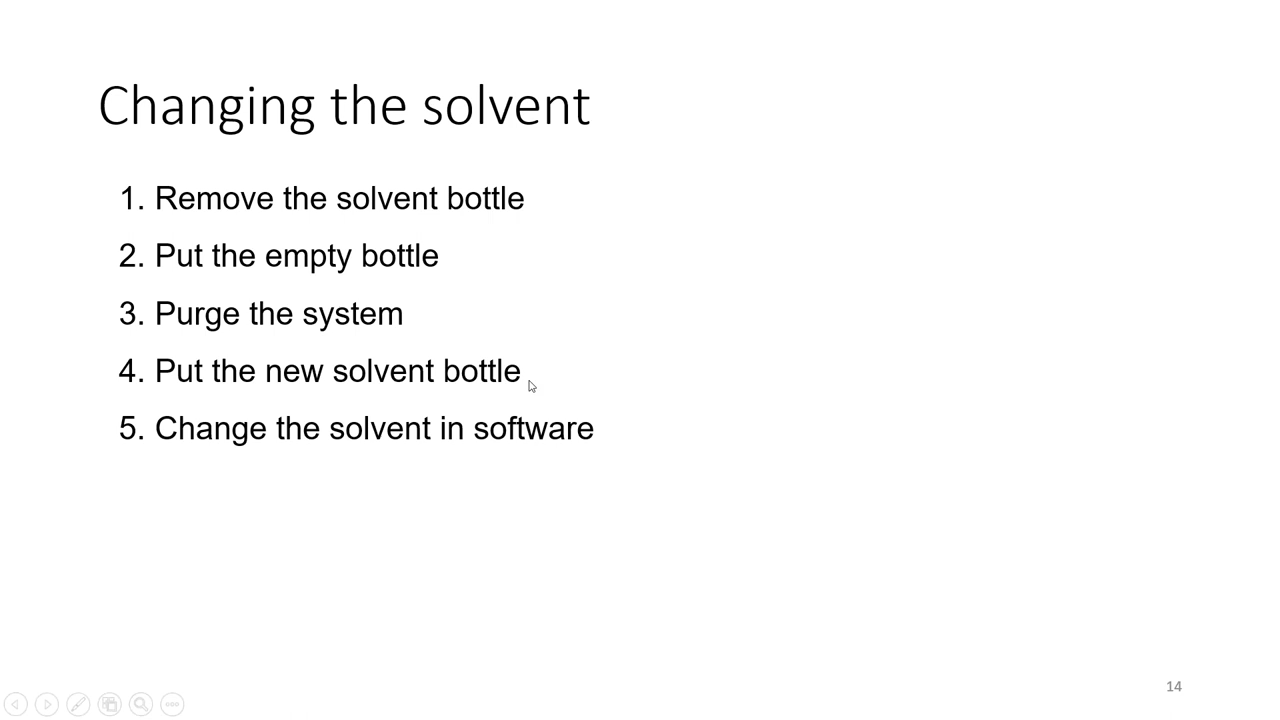 Changing the solvent
1. Remove the solvent bottle
2. Put the empty bottle
3. Purge the system
4. Put the new solvent bottle
5. Change the solvent in software
14